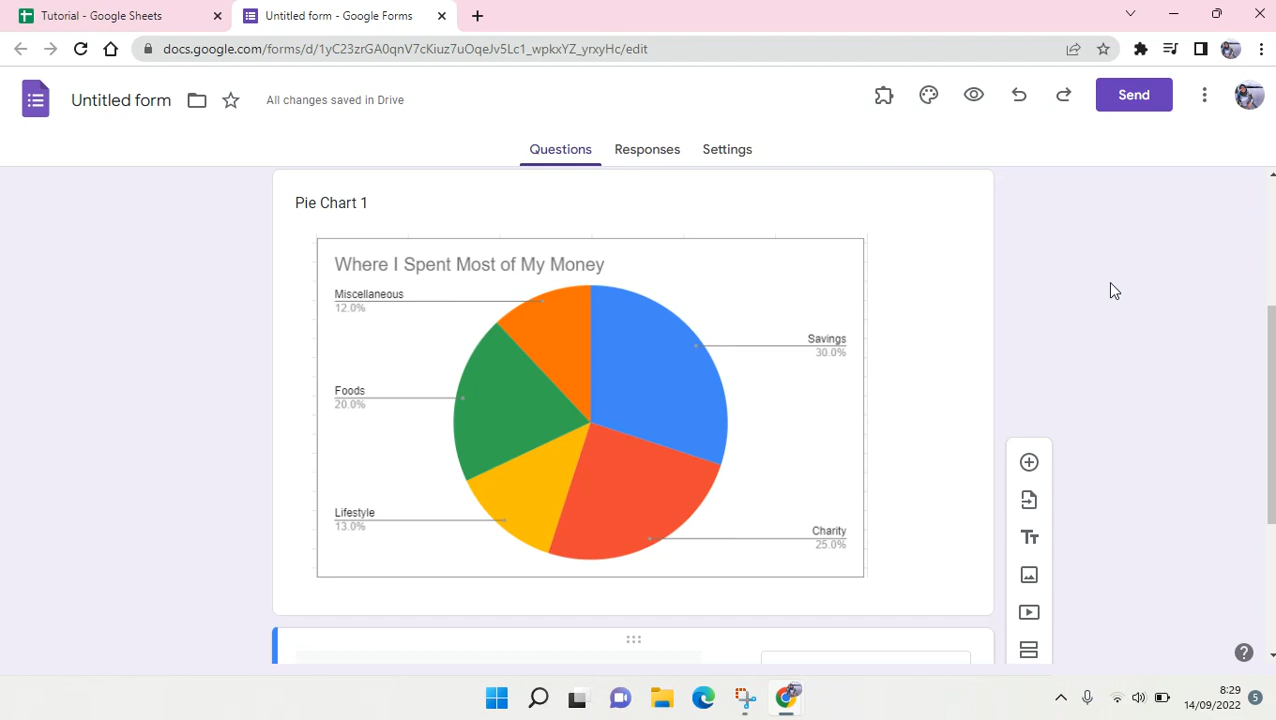 Tutorial - Google Sheets
Untitled form - Google Forms
docs.google.com/forms/d/1yC23zrGA0qnV7cKiuz7uOqeJv5Lc1_wpkxYZ_yrxyHc/edit
Untitled form
All changes saved in Drive
Send
Questions
Responses
Settings
Pie Chart 1
Where I Spent Most of My Money
Miscellaneous
12.0%
Savings
30.0%
Foods
20.0%
Lifestyle
13.0%
Charity
25.0%
Tт
8:29
14/09/2022
5